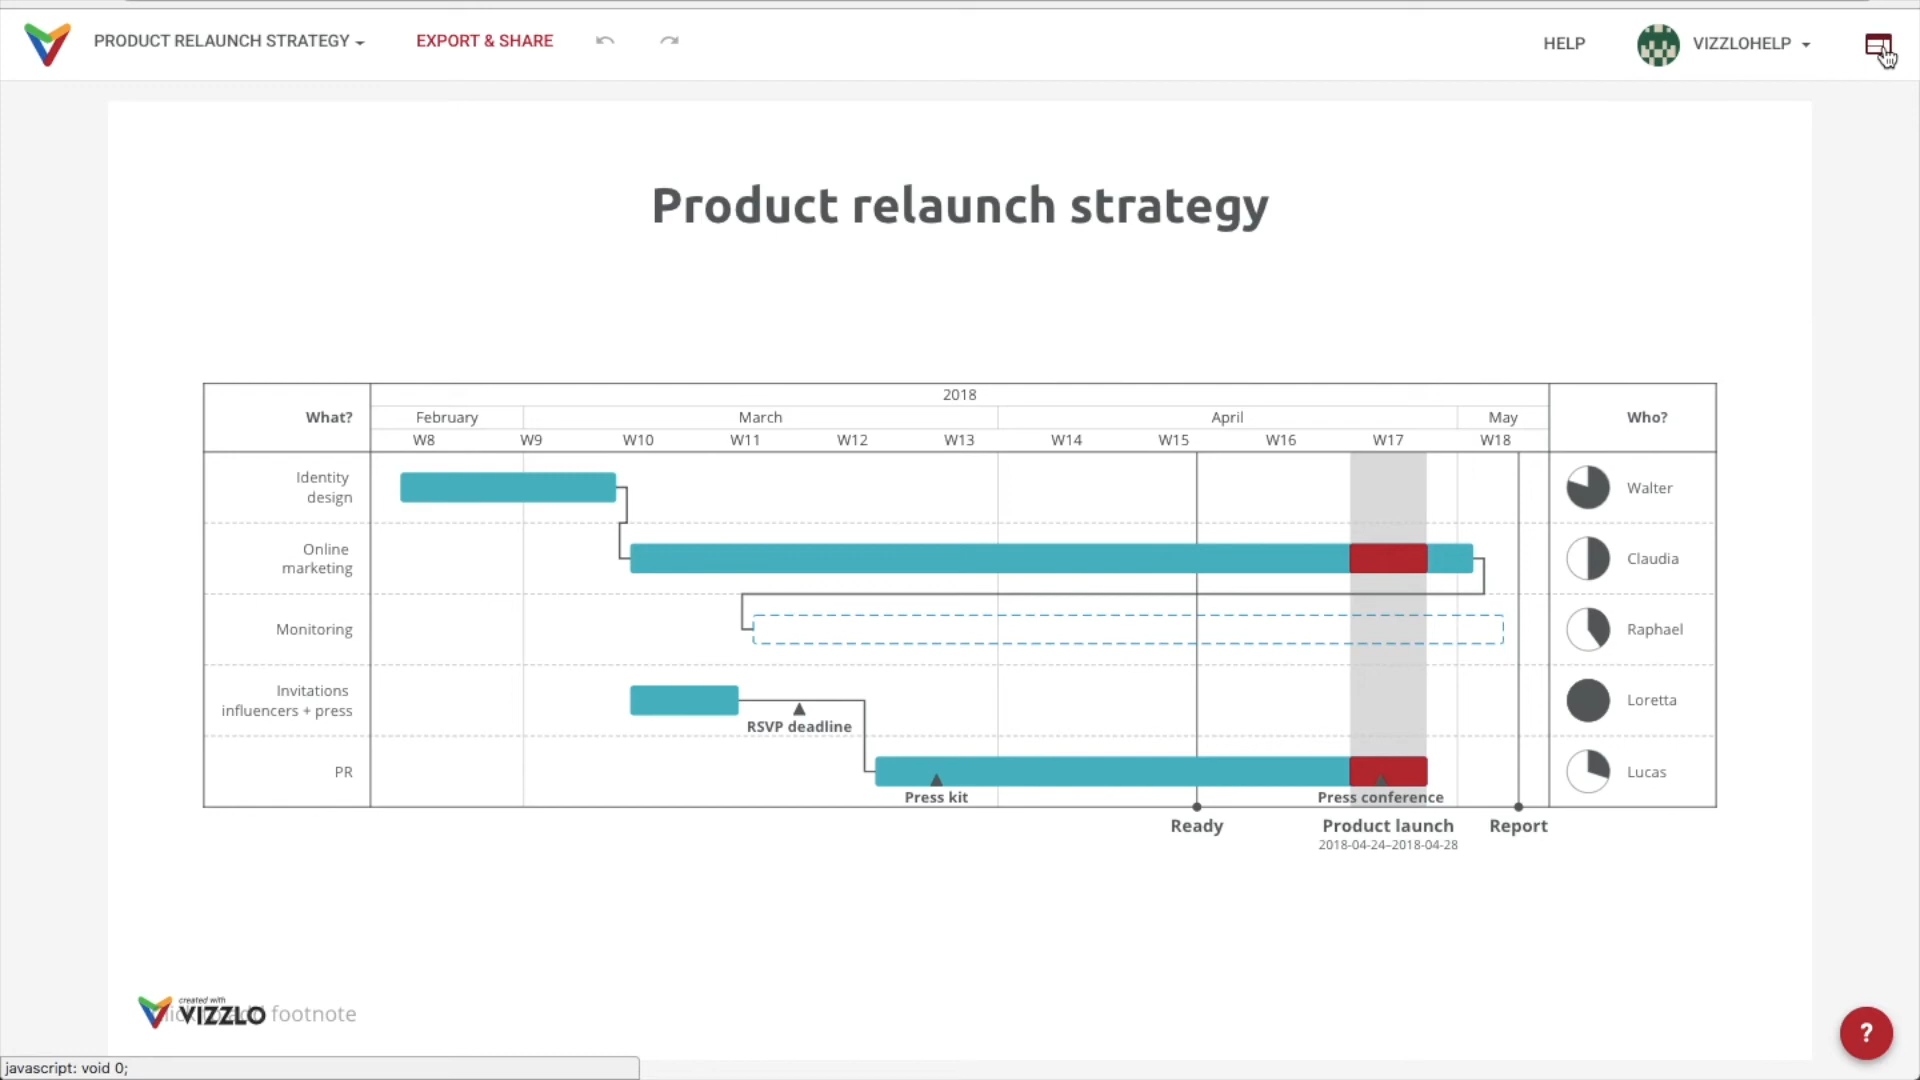 PRODUCT RELAUNCH STRATEGY
EXPORT & SHARE
HELP
VIZZLOHELP
Product relaunch strategy
2018
What?
February
March
April
May
Who?
W8
W9
W10
W11
W12
W13
W14
W15
W16
W17
W18
Identity
design
Walter
Online
marketing
Claudia
Monitoring
Raphael
Invitations
influencers + press
RSVP deadline
Loretta
PR
Lucas
Press kit
Press conference
Ready
Product launch
Report
2018-04-24–2018-04-28
created with
VIZZLO
footnote
?
javascript: void 0;